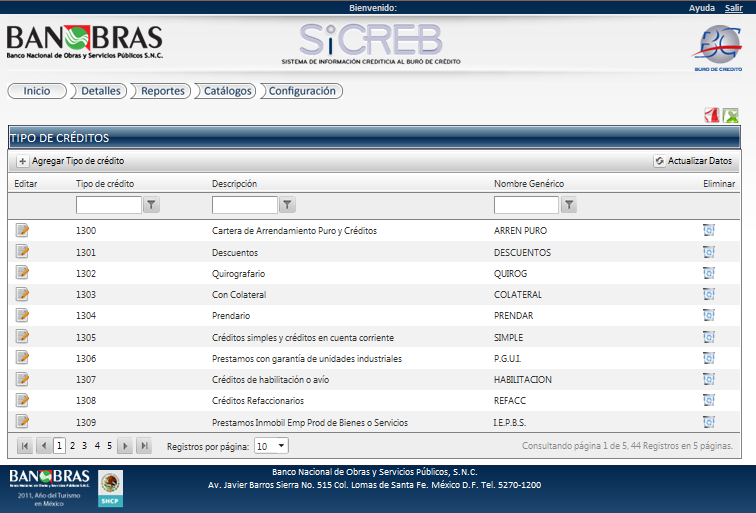 Bienvenido:
Ayuda Salir
BANOBRAS
Banco Nacional de Obras y Servicios Públicos S.N.C.
SiCREB
SISTEMA DE INFORMACIÓN CREDITICIA AL BURÓ DE CRÉDITO
BC
BURÓ DE CRÉDITO
Inicio Detalles Reportes Catálogos Configuración
TIPO DE CRÉDITOS
Agregar Tipo de crédito Actualizar Datos
Editar Tipo de crédito Descripción Nombre Genérico Eliminar
1300 Cartera de Arrendamiento Puro y Créditos ARREN PURO
1301 Descuentos DESCUENTOS
1302 Quirografario QUIROG
1303 Con Colateral COLATERAL
1304 Prendario PRENDAR
1305 Créditos simples y créditos en cuenta corriente SIMPLE
1306 Prestamos con garantía de unidades industriales P.G.U.I.
1307 Créditos de habilitación o avío HABILITACION
1308 Créditos Refaccionarios REFACC
1309 Prestamos Inmobil Emp Prod de Bienes o Servicios I.E.P.B.S.
1 2 3 4 5 Registros por página: 10 Consultando página 1 de 5, 44 Registros en 5 páginas.
BANOBRAS
Banco Nacional de Obras y Servicios Públicos S.N.C.
2011, Año del Turismo
en México
SHCP
Banco Nacional de Obras y Servicios Públicos, S.N.C.
Av. Javier Barros Sierra No. 515 Col. Lomas de Santa Fe. México D.F. Tel. 5270-1200